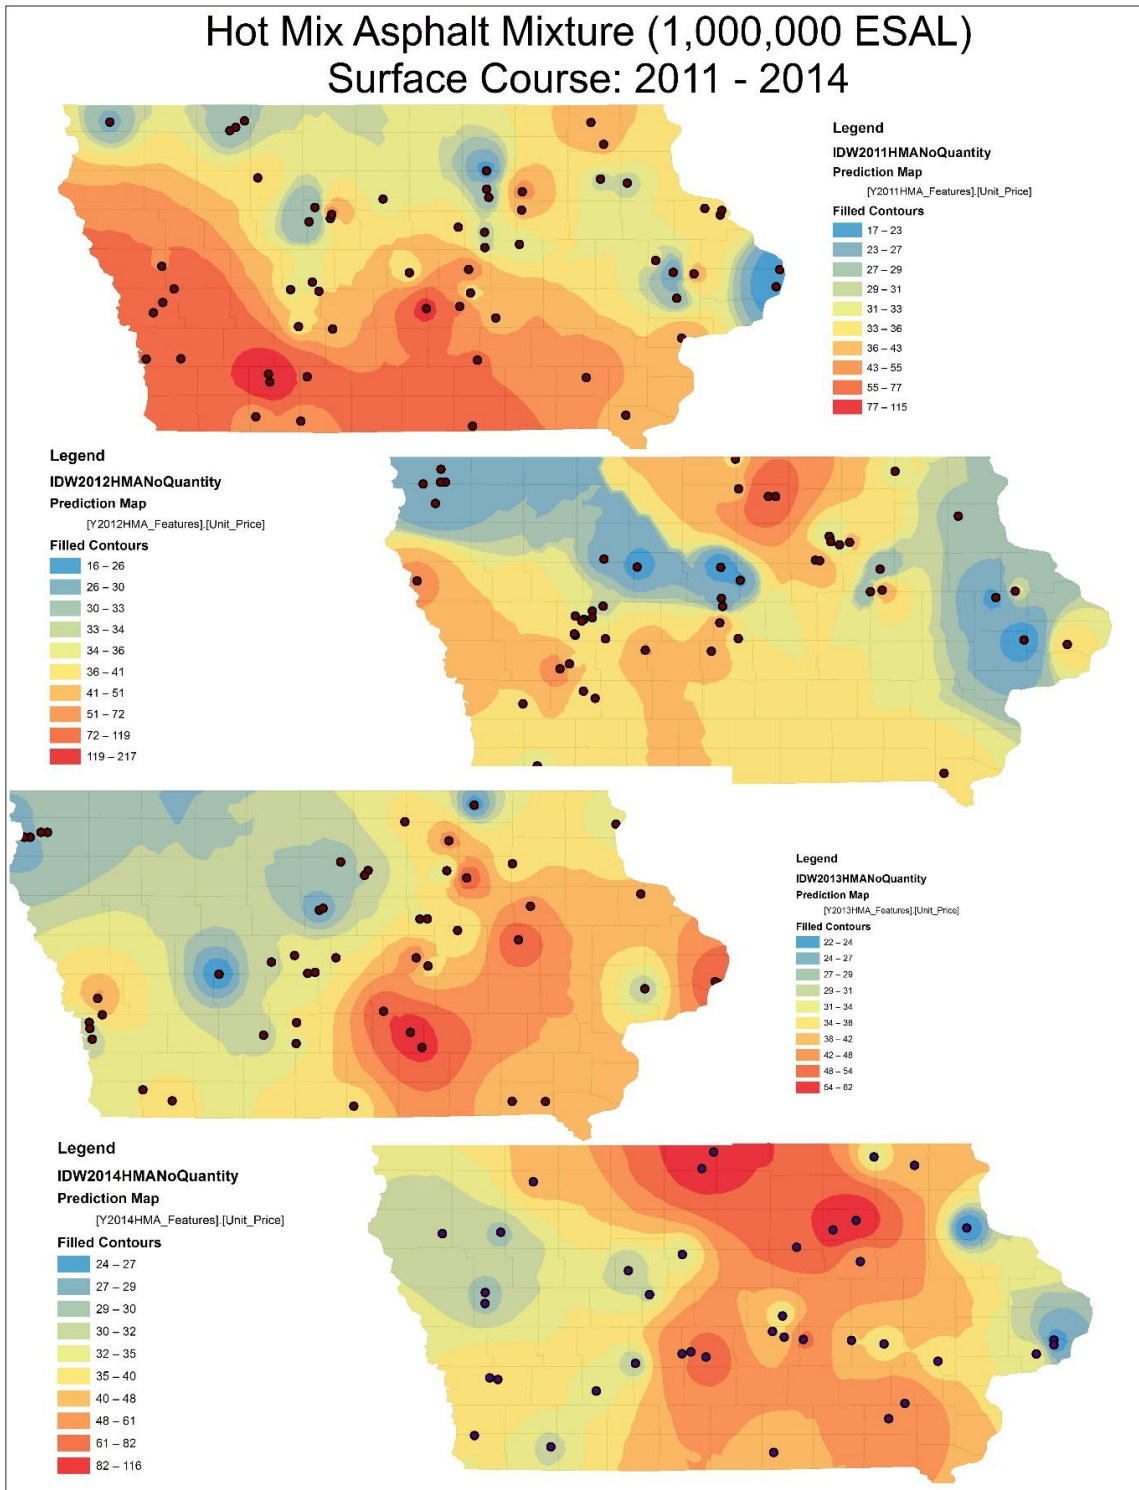 Hot Mix Asphalt Mixture (1,000,000 ESAL)
Surface Course: 2011 - 2014
Legend
IDW2011HMANoQuantity
Prediction Map
[Y2011HMA_Features].[Unit_Price]
Filled Contours
17 – 23
23 – 27
27 – 29
29 – 31
31 – 33
33 – 36
36 – 43
43 – 55
55 – 77
77 – 115
Legend
IDW2012HMANoQuantity
Prediction Map
[Y2012HMA_Features].[Unit_Price]
Filled Contours
16 – 26
26 – 30
30 – 33
33 – 34
34 – 36
36 – 41
41 – 51
51 – 72
72 – 119
119 – 217
Legend
IDW2013HMANoQuantity
Prediction Map
[Y2013HMA_Features].[Unit_Price]
Filled Contours
22 – 24
24 – 27
27 – 29
29 – 31
31 – 34
34 – 38
38 – 42
42 – 48
48 – 54
54 – 62
Legend
IDW2014HMANoQuantity
Prediction Map
[Y2014HMA_Features].[Unit_Price]
Filled Contours
24 – 27
27 – 29
29 – 30
30 – 32
32 – 35
35 – 40
40 – 48
48 – 61
61 – 82
82 – 116